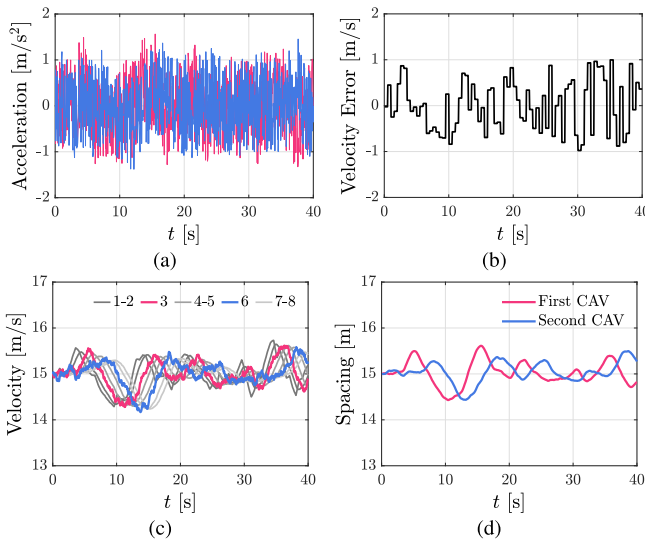 Acceleration [m/s²]
2
1
0
-1
-2
0 10 20 30 40
t [s]
(a)
Velocity Error [m/s]
2
1
0
-1
-2
0 10 20 30 40
t [s]
(b)
Velocity [m/s]
17
16
15
14
13
1-2 3 4-5 6 7-8
0 10 20 30 40
t [s]
(c)
Spacing [m]
17
16
15
14
13
First CAV
Second CAV
0 10 20 30 40
t [s]
(d)